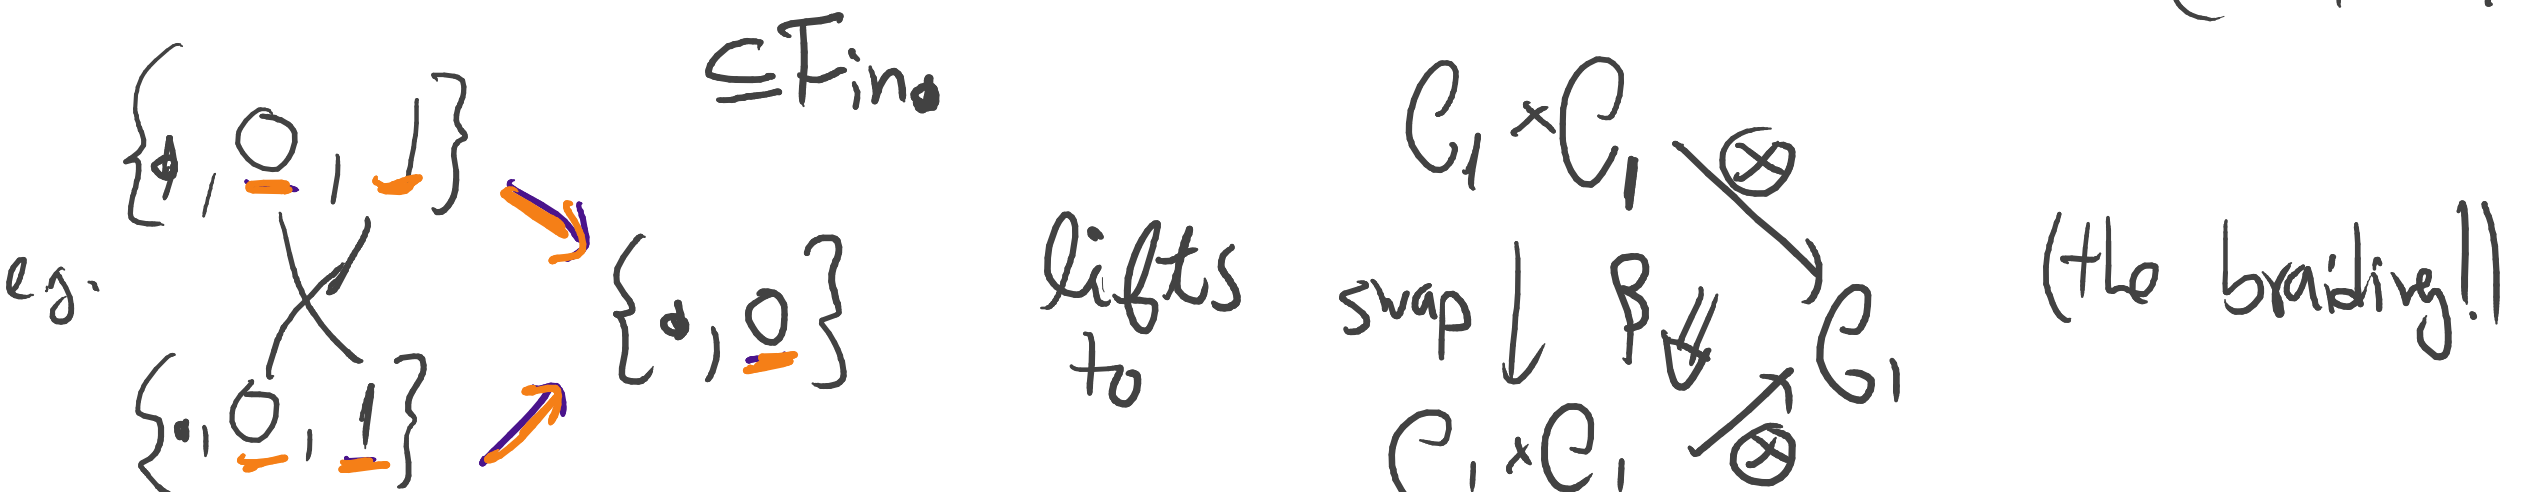 ⊆Fin•
{•, 0, 1}
C₁ × C₁ ⊗
e.g. {•, 0} lifts to swap β C₁ (the braiding!!)
{•, 0, 1}
C₁ × C₁ ⊗